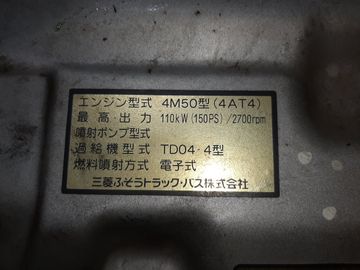 エンジン型式 4M50型(4AT4)
最高出力 110kW(150PS)/2700rpm
噴射ポンプ型式
過給機型式 TD04-4型
燃料噴射方式 電子式
三菱ふそうトラック・バス株式会社